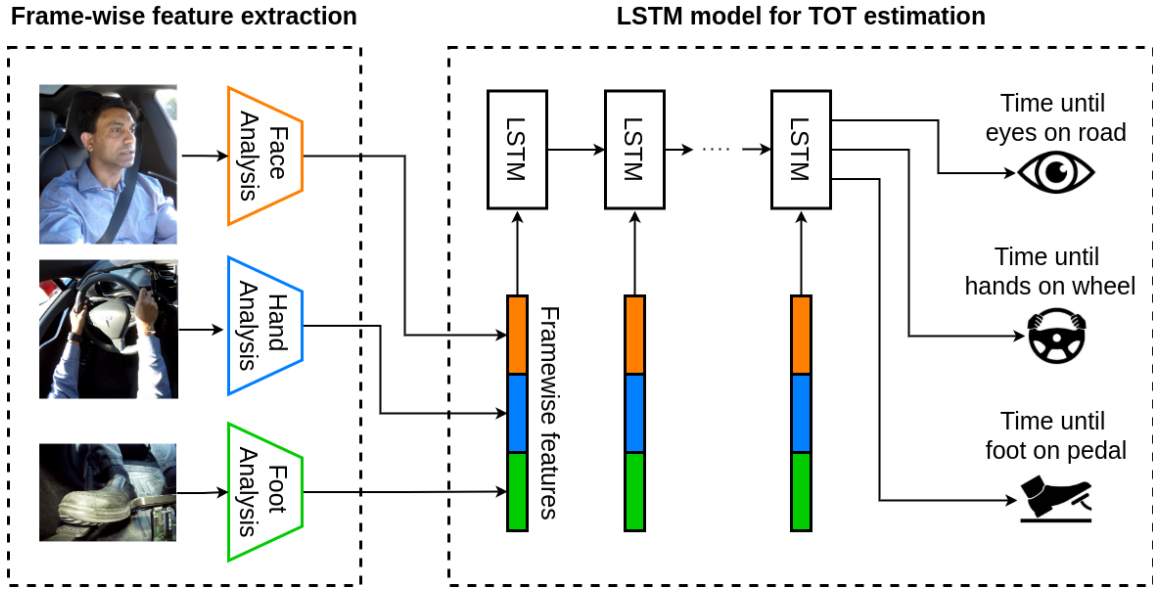 Frame-wise feature extraction
LSTM model for TOT estimation
Face
Analysis
Hand
Analysis
Foot
Analysis
LSTM
LSTM
LSTM
Framewise features
Time until
eyes on road
Time until
hands on wheel
Time until
foot on pedal